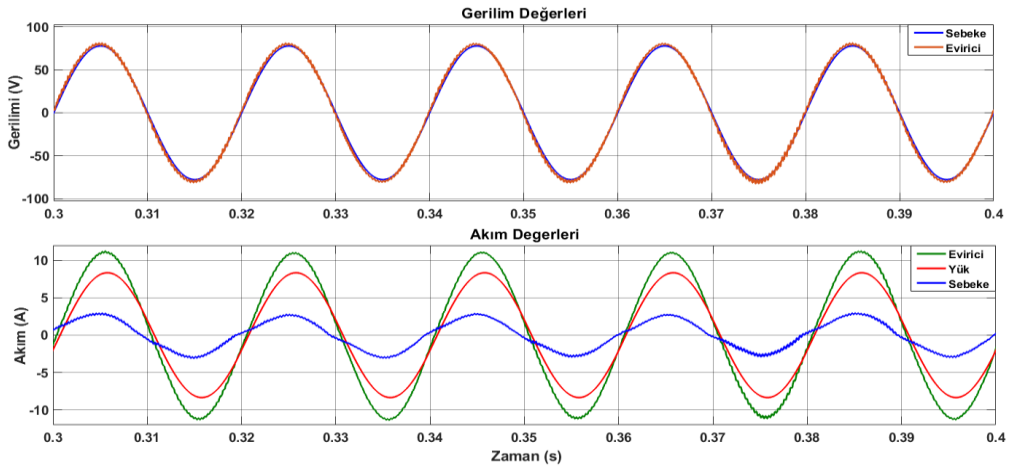 Gerilim Değerleri
Gerilimi (V)
100
50
0
-50
-100
Sebeke
Evirici
0.3 0.31 0.32 0.33 0.34 0.35 0.36 0.37 0.38 0.39 0.4
Akım Degerleri
Akım (A)
10
5
0
-5
-10
Evirici
Yük
Sebeke
0.3 0.31 0.32 0.33 0.34 0.35 0.36 0.37 0.38 0.39 0.4
Zaman (s)